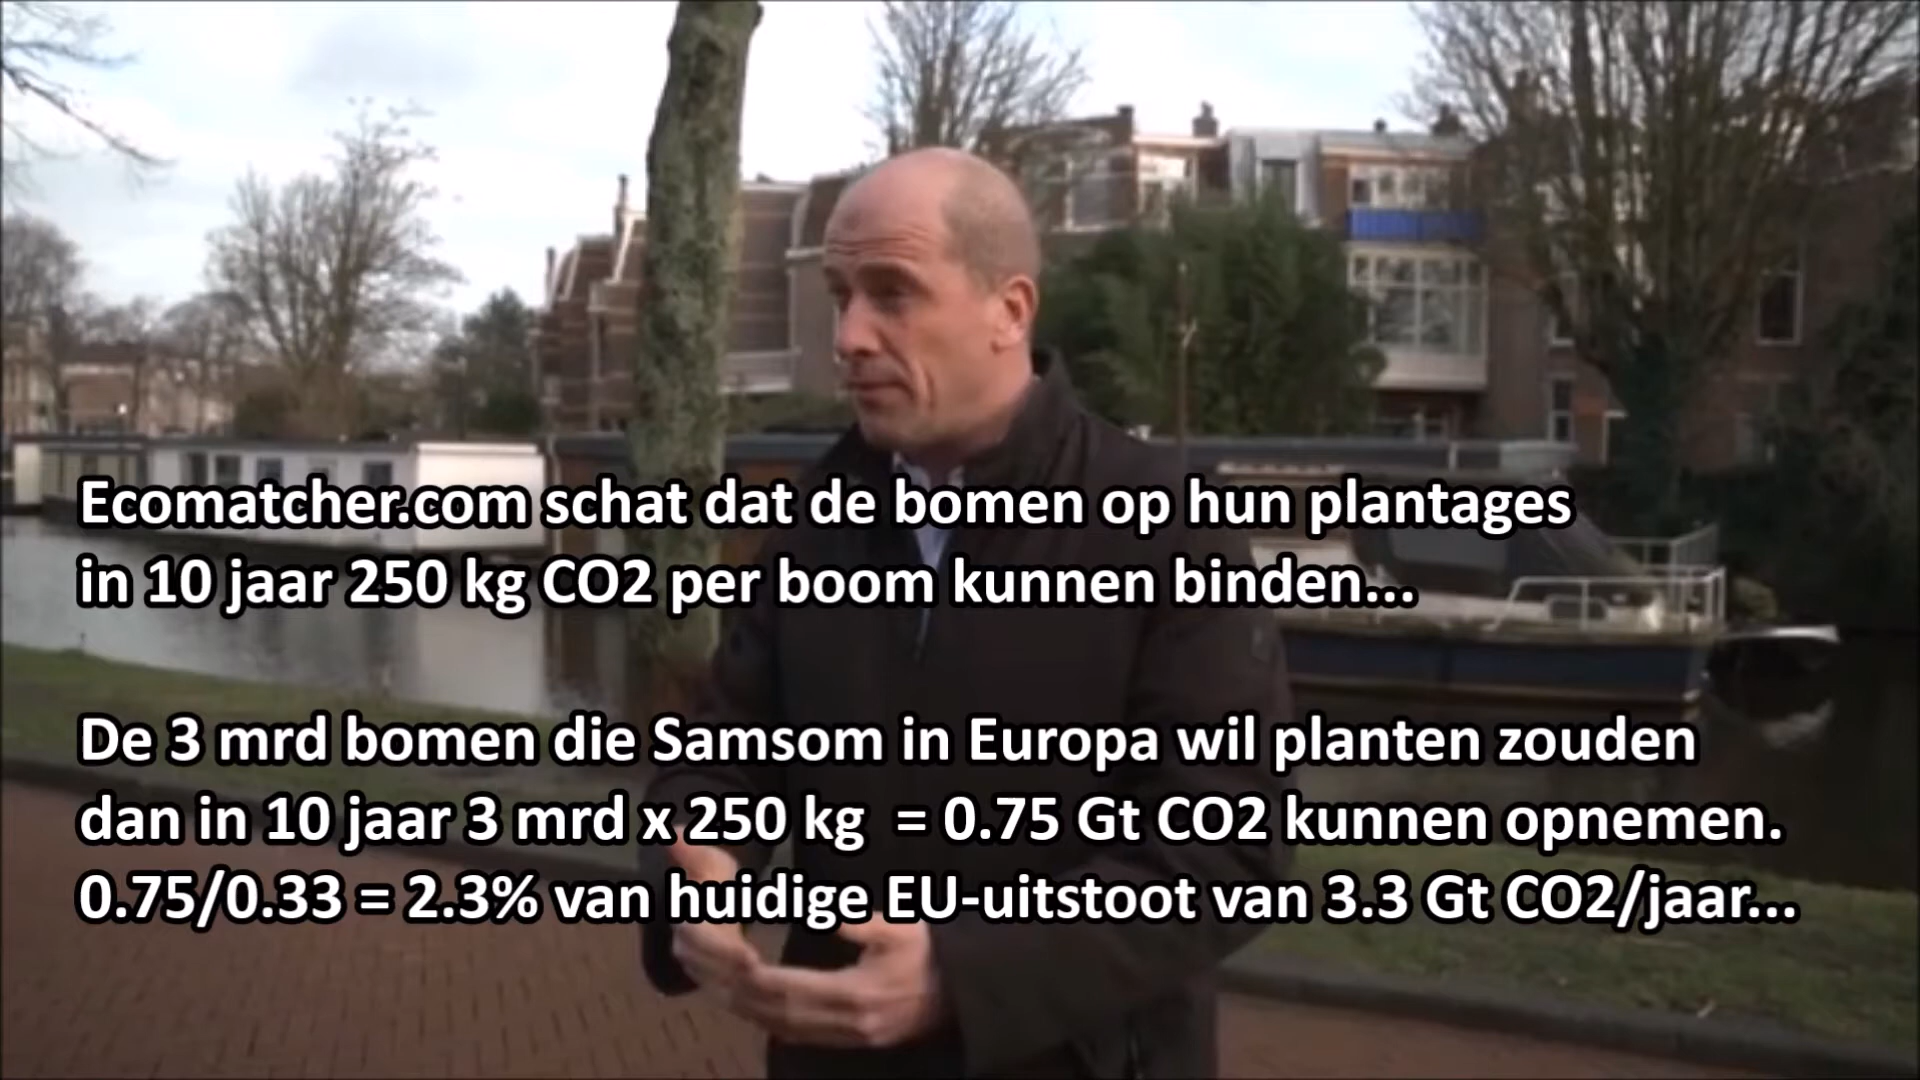 Ecomatcher.com schat dat de bomen op hun plantages
in 10 jaar 250 kg CO2 per boom kunnen binden...
De 3 mrd bomen die Samsom in Europa wil planten zouden
dan in 10 jaar 3 mrd x 250 kg = 0.75 Gt CO2 kunnen opnemen.
0.75/0.33 = 2.3% van huidige EU-uitstoot van 3.3 Gt CO2/jaar...